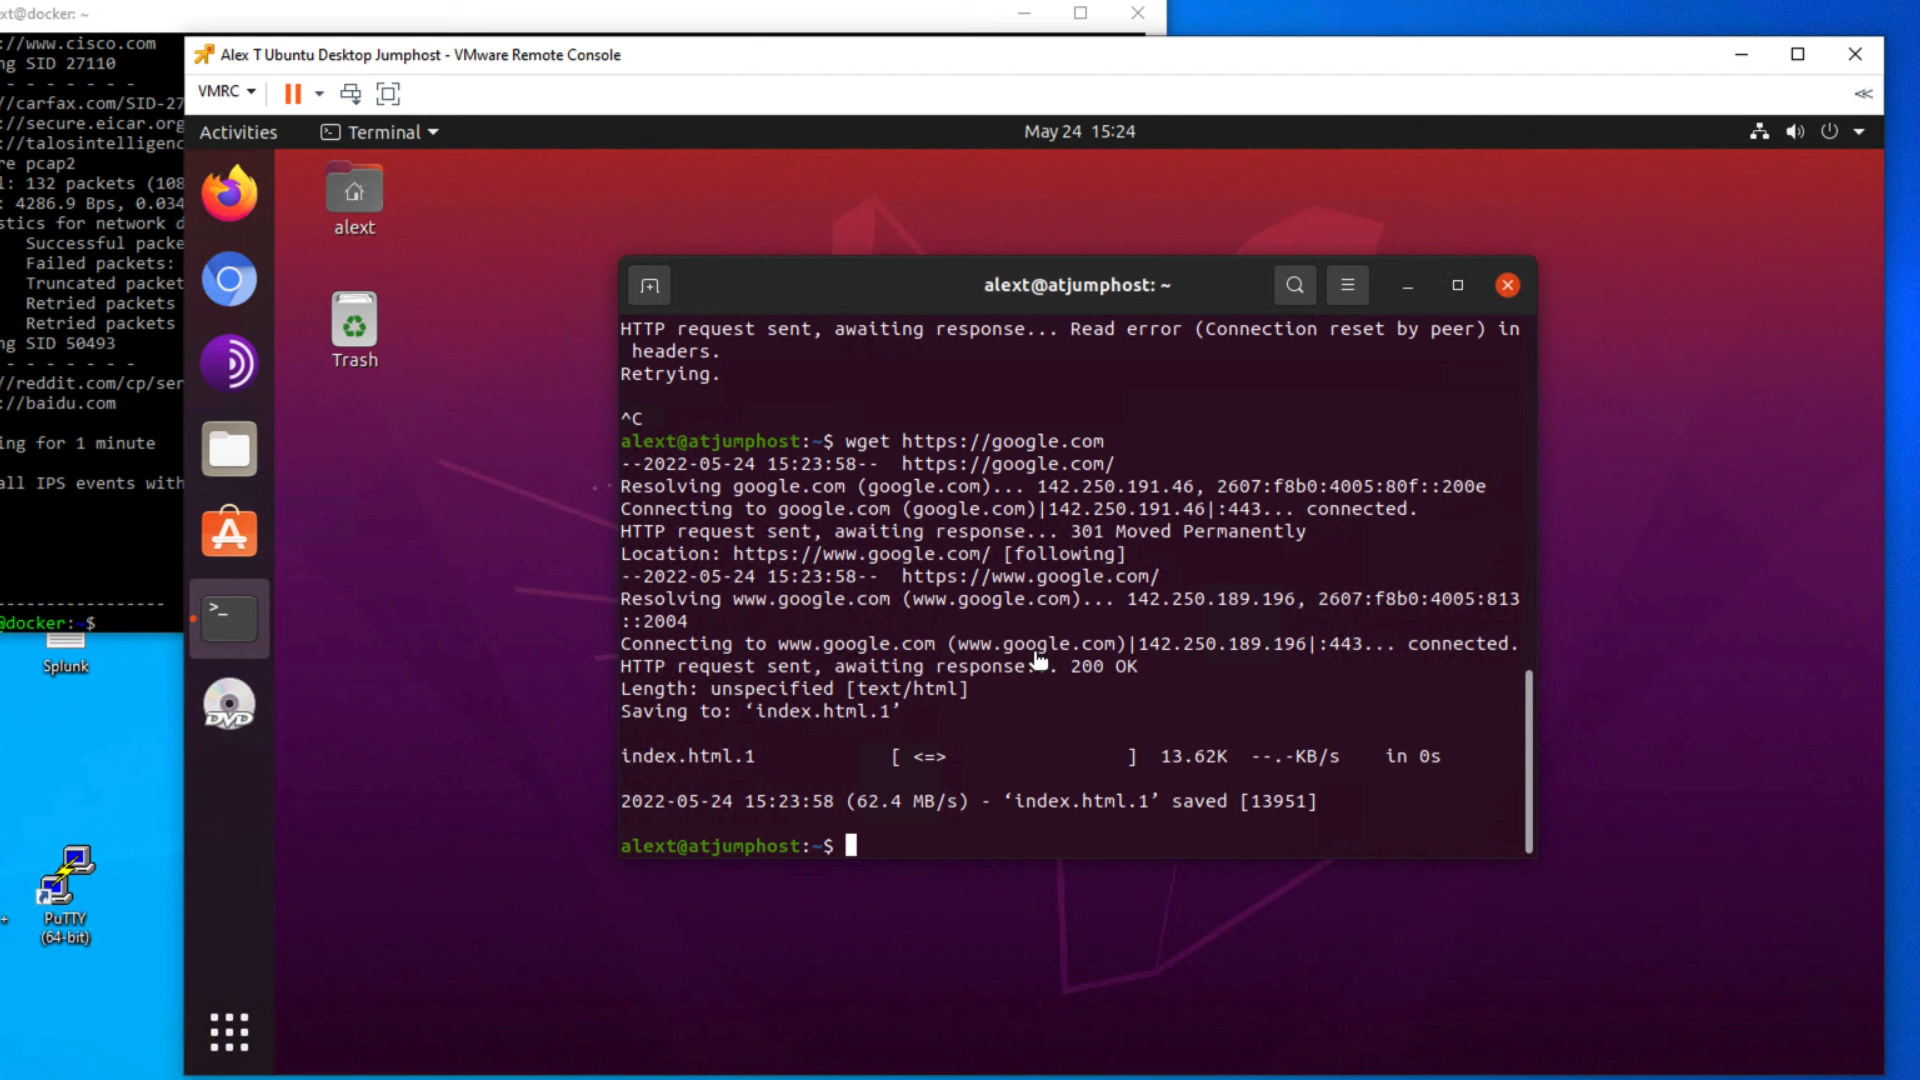 xt@docker: ~
://www.cisco.com
ng SID 27110
- - - - - - -
//carfax.com/SID-27
://secure.eicar.org
://talosintelligenc
re pcap2
l: 132 packets (108
: 4286.9 Bps, 0.034
stics for network d
Successful packe
Failed packets:
Truncated packet
Retried packets
Retried packets
ng SID 50493
- - - - - - -
//reddit.com/cp/ser
://baidu.com
ing for 1 minute
all IPS events with
-----------------
@docker:~$
Splunk
PuTTY
(64-bit)
Alex T Ubuntu Desktop Jumphost - VMware Remote Console
VMRC
Activities
Terminal
May 24 15:24
alext
Trash
DVD
alext@atjumphost: ~
HTTP request sent, awaiting response... Read error (Connection reset by peer) in
headers.
Retrying.
^C
alext@atjumphost:~$ wget https://google.com
--2022-05-24 15:23:58-- https://google.com/
Resolving google.com (google.com)... 142.250.191.46, 2607:f8b0:4005:80f::200e
Connecting to google.com (google.com)|142.250.191.46|:443... connected.
HTTP request sent, awaiting response... 301 Moved Permanently
Location: https://www.google.com/ [following]
--2022-05-24 15:23:58-- https://www.google.com/
Resolving www.google.com (www.google.com)... 142.250.189.196, 2607:f8b0:4005:813
::2004
Connecting to www.google.com (www.google.com)|142.250.189.196|:443... connected.
HTTP request sent, awaiting response... 200 OK
Length: unspecified [text/html]
Saving to: ‘index.html.1’
index.html.1 [ <=> ] 13.62K --.-KB/s in 0s
2022-05-24 15:23:58 (62.4 MB/s) - ‘index.html.1’ saved [13951]
alext@atjumphost:~$